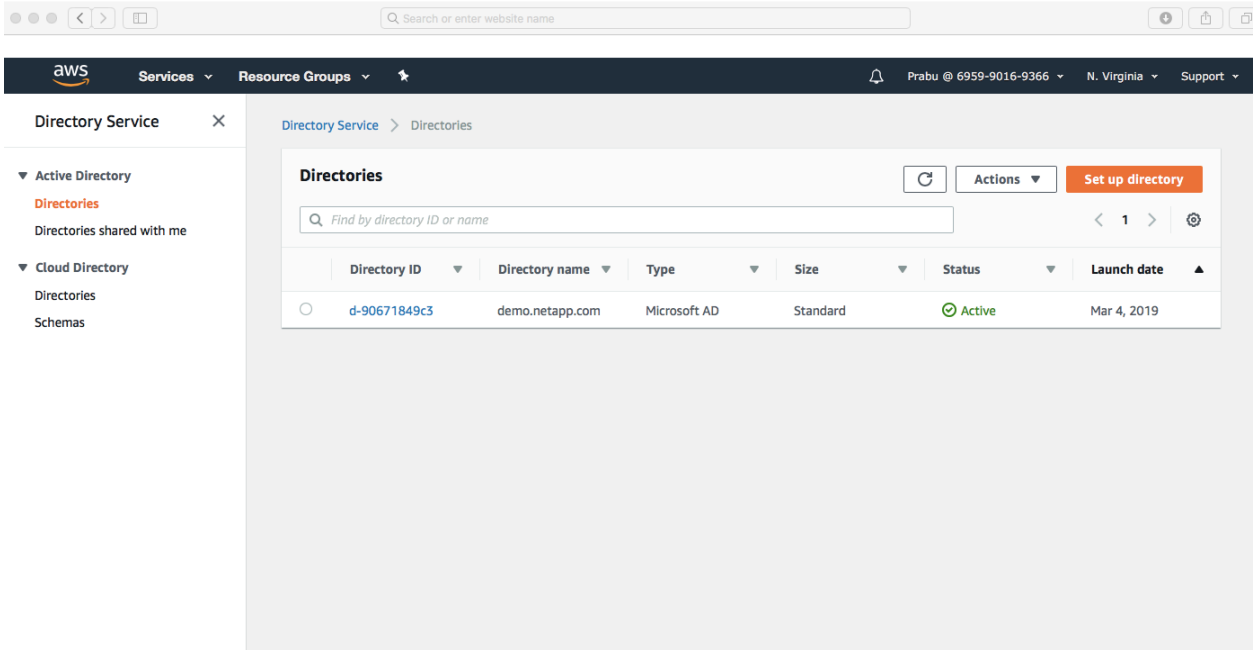 Search or enter website name
aws Services Resource Groups Prabu @ 6959-9016-9366 N. Virginia Support
Directory Service
Active Directory
Directories
Directories shared with me
Cloud Directory
Directories
Schemas
Directory Service > Directories
Directories Actions Set up directory
Find by directory ID or name < 1 >
Directory ID Directory name Type Size Status Launch date
d-90671849c3 demo.netapp.com Microsoft AD Standard Active Mar 4, 2019